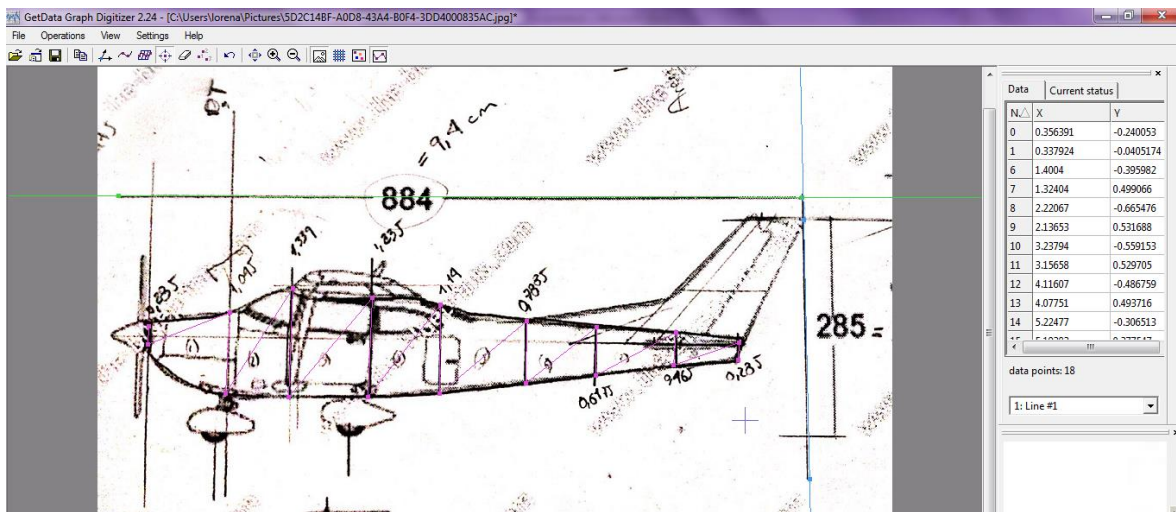 GetData Graph Digitizer 2.24 - [C:\Users\lorena\Pictures\5D2C14BF-A0D8-43A4-B0F4-3DD4000835AC.jpg]*
File Operations View Settings Help
= 9,4 cm
884
1,339
1,235
0,235
1,045
1,19
0,7835
285 =
0,6975
0,465
0,235
Data Current status
N. X Y
0 0.356391 -0.240053
1 0.337924 -0.0405174
6 1.4004 -0.395982
7 1.32404 0.499066
8 2.22067 -0.665476
9 2.13653 0.531688
10 3.23794 -0.559153
11 3.15658 0.529705
12 4.11607 -0.486759
13 4.07751 0.493716
14 5.22477 -0.306513
data points: 18
1: Line #1